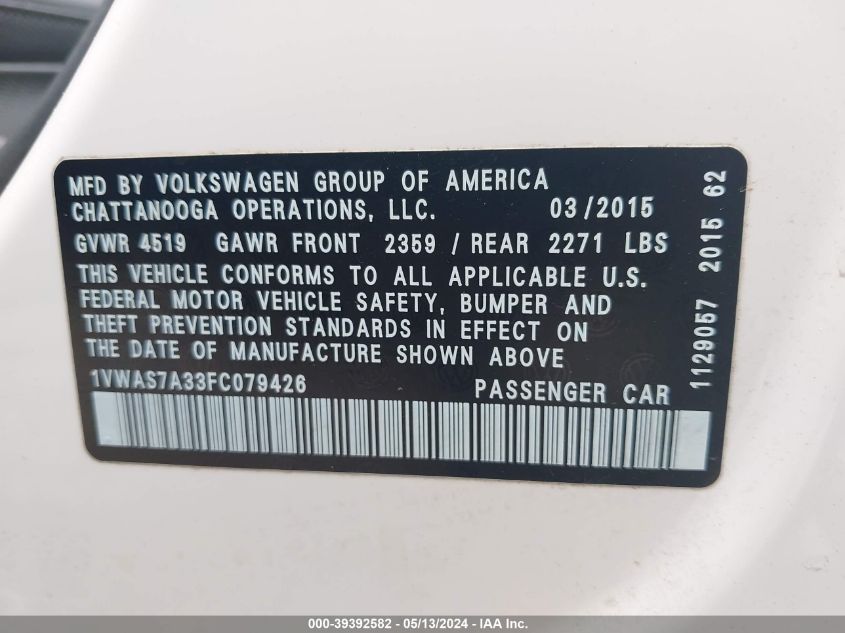 MFD BY VOLKSWAGEN GROUP OF AMERICA
CHATTANOOGA OPERATIONS, LLC. 03/2015
GVWR 4519 GAWR FRONT 2359 / REAR 2271 LBS
THIS VEHICLE CONFORMS TO ALL APPLICABLE U.S.
FEDERAL MOTOR VEHICLE SAFETY, BUMPER AND
THEFT PREVENTION STANDARDS IN EFFECT ON
THE DATE OF MANUFACTURE SHOWN ABOVE
1VWAS7A33FC079426 PASSENGER CAR
1129057 2015 62
000-39392582 - 05/13/2024 - IAA Inc.